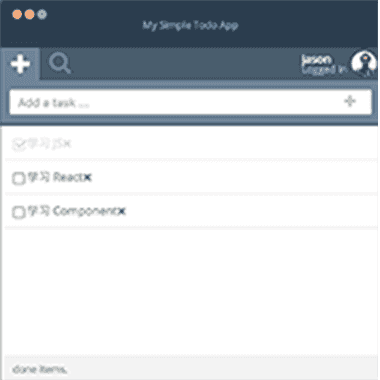 My Simple Todo App
jason
Logged in
Add a task ...
学习 JS×
学习 React×
学习 Component×
done items.